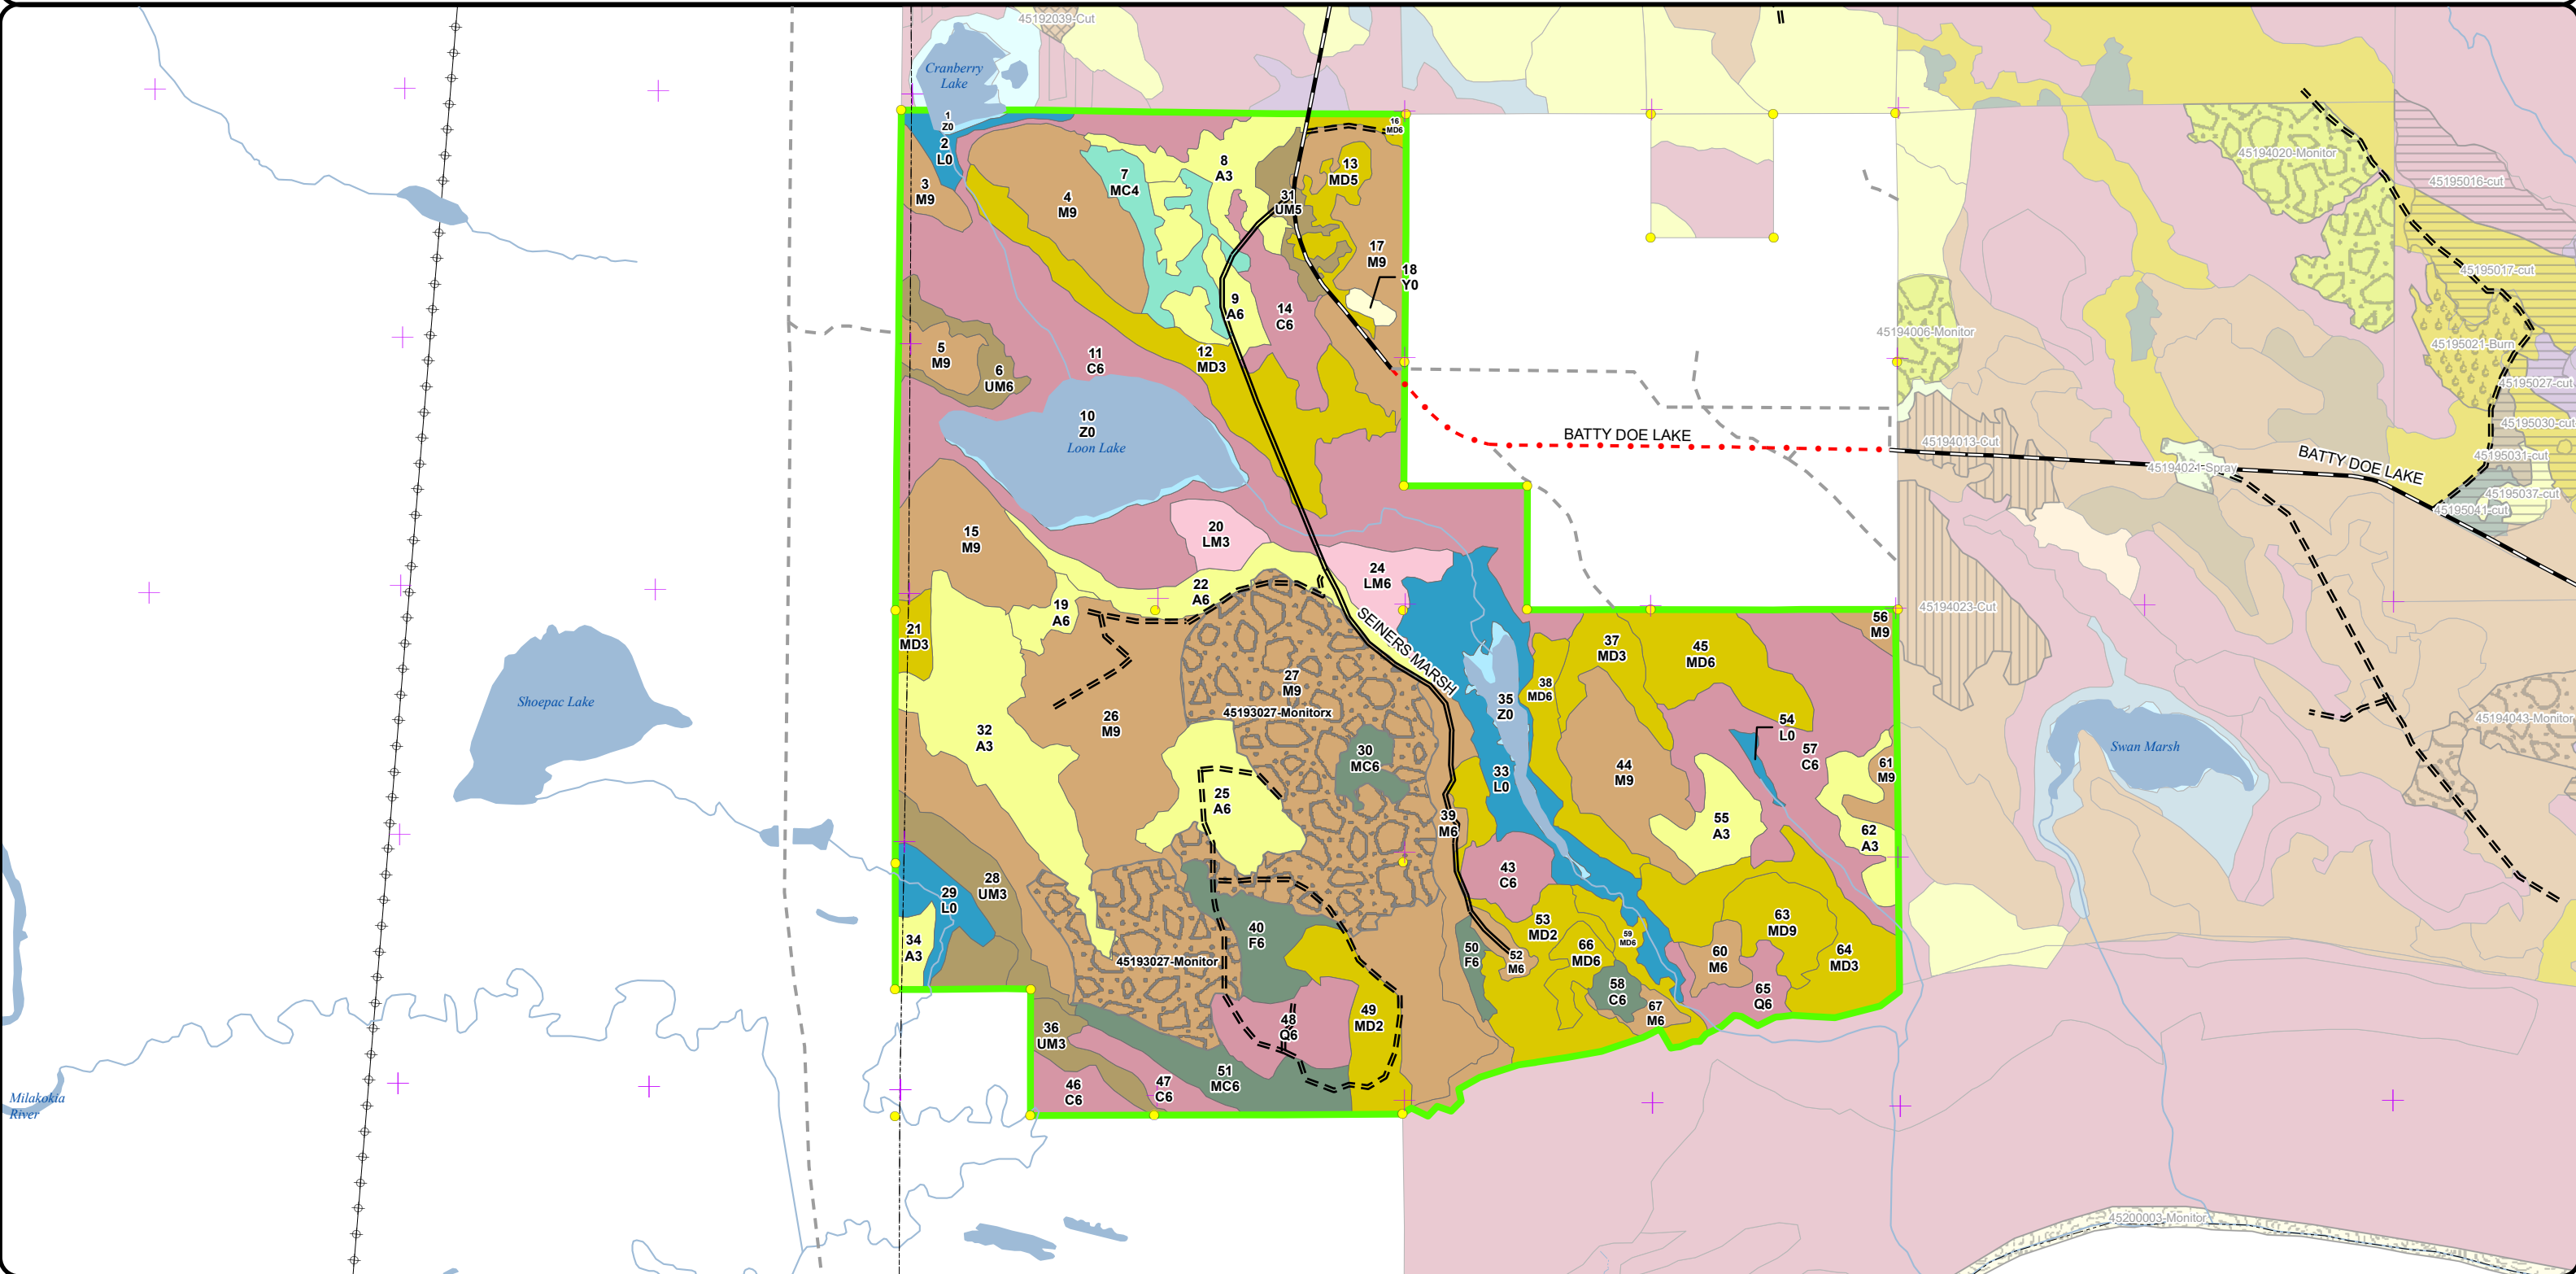 45192039-Cut
Cranberry
Lake
1
Z0
2
L0
3
M9
4
M9
7
MC4
8
A3
16
MD6
13
MD5
31
UM5
17
M9
18
Y0
9
A6
14
C6
5
M9
6
UM6
11
C6
12
MD3
10
Z0
Loon Lake
BATTY DOE LAKE
45194020-Monitor
45195016-cut
45195017-cut
45194006-Monitor
45195021-Burn
45195027-cut
45195030-cut
45194013-Cut
45194021-Spray
BATTY DOE LAKE
45195031-cut
45195037-cut
45195041-cut
15
M9
20
LM3
24
LM6
22
A6
19
A6
21
MD3
SEINERS MARSH
45194023-Cut
56
M9
37
MD3
45
MD6
38
MD6
27
M9
45193027-Monitorx
35
Z0
Shoepac Lake
32
A3
26
M9
30
MC6
25
A6
33
L0
39
M6
44
M9
54
L0
57
C6
61
M9
55
A3
62
A3
45194043-Monitor
Swan Marsh
43
C6
28
UM3
29
L0
34
A3
40
F6
45193027-Monitor
50
F6
52
M6
53
MD2
66
MD6
59
MD6
60
M6
63
MD9
64
MD3
58
C6
67
M6
65
Q6
36
UM3
48
Q6
49
MD2
51
MC6
46
C6
47
C6
Milakokia
River
45200003-Monitor